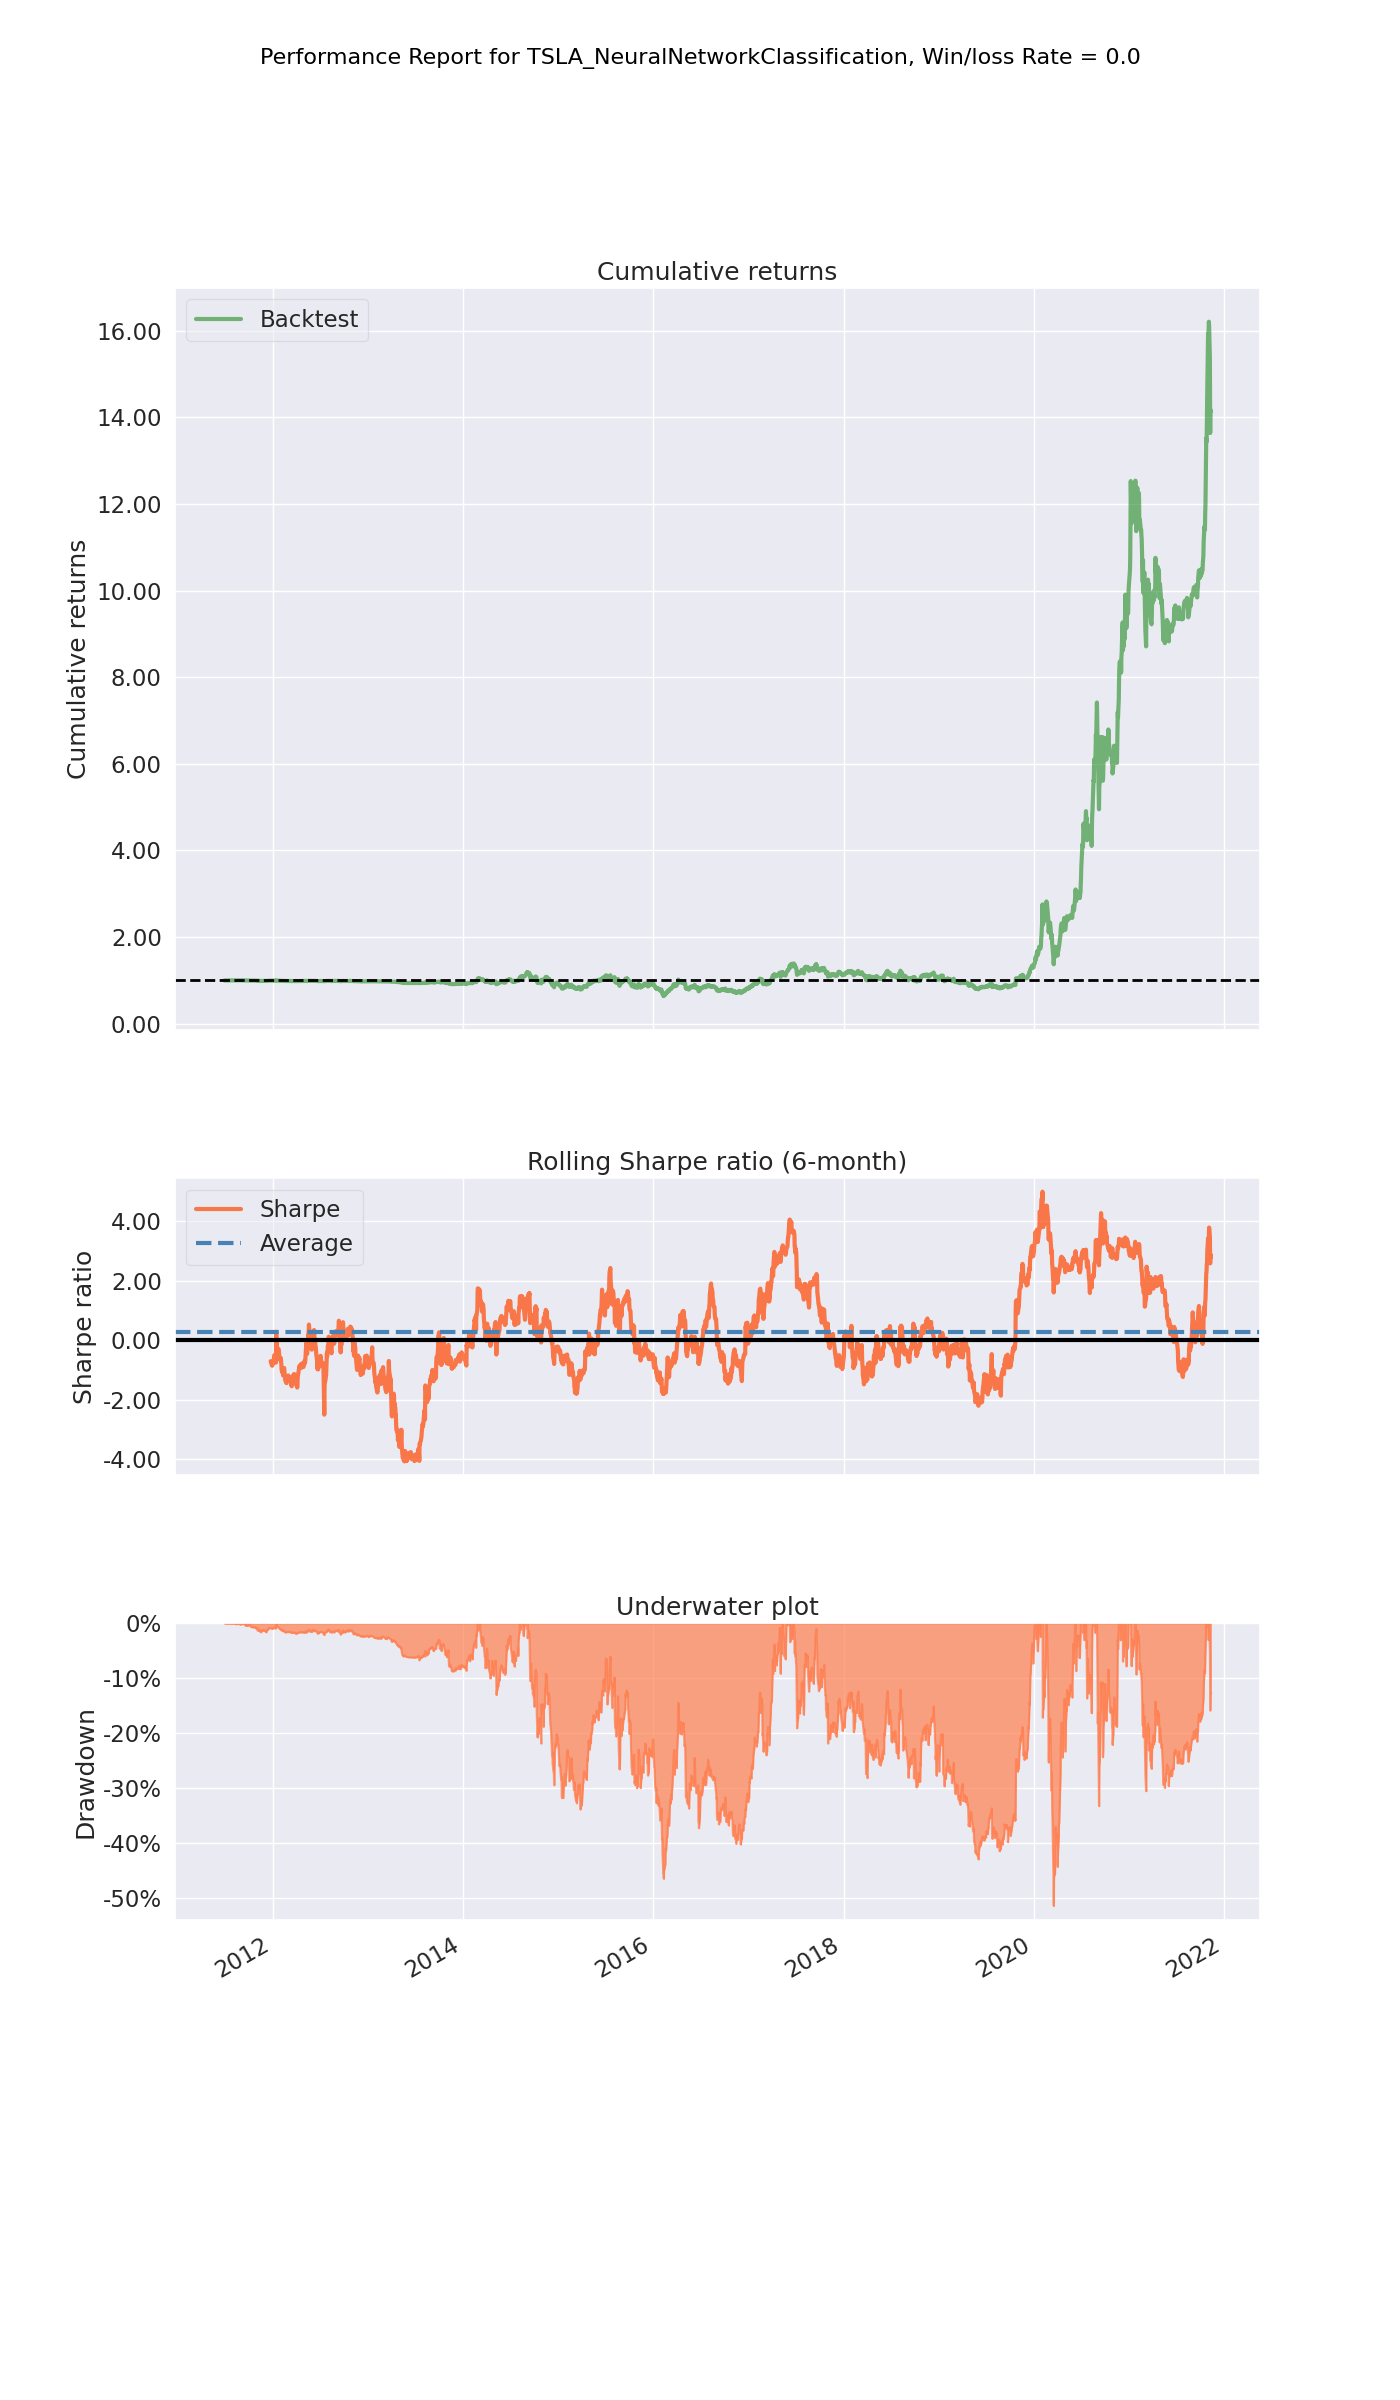 Performance Report for TSLA_NeuralNetworkClassification, Win/loss Rate = 0.0
Cumulative returns
Backtest
Cumulative returns
16.00
14.00
12.00
10.00
8.00
6.00
4.00
2.00
0.00
Rolling Sharpe ratio (6-month)
Sharpe
Average
Sharpe ratio
4.00
2.00
0.00
-2.00
-4.00
Underwater plot
Drawdown
0%
-10%
-20%
-30%
-40%
-50%
2012
2014
2016
2018
2020
2022